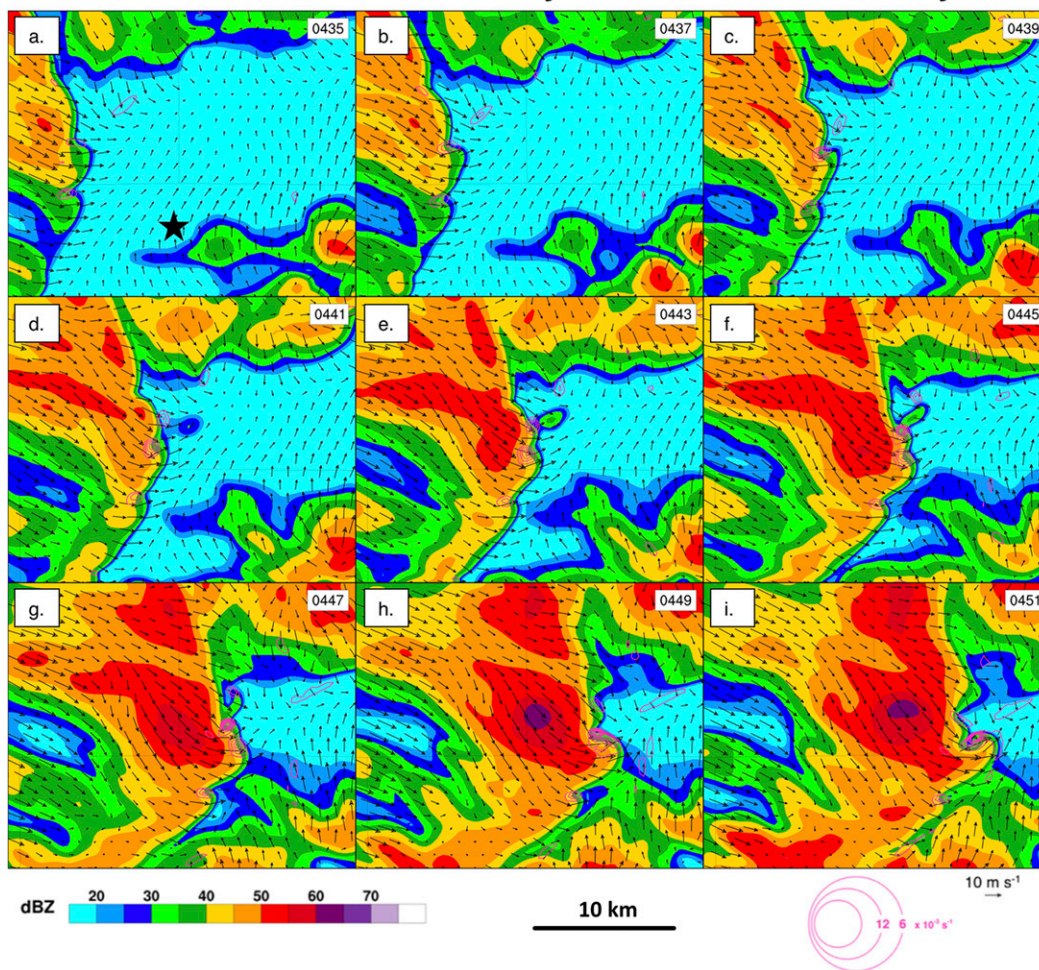 a. 0435 b. 0437 c. 0439
d. 0441 e. 0443 f. 0445
g. 0447 h. 0449 i. 0451
10 m s⁻¹
20 30 40 50 60 70
dBZ
10 km
12 6 x 10⁻³ s⁻¹